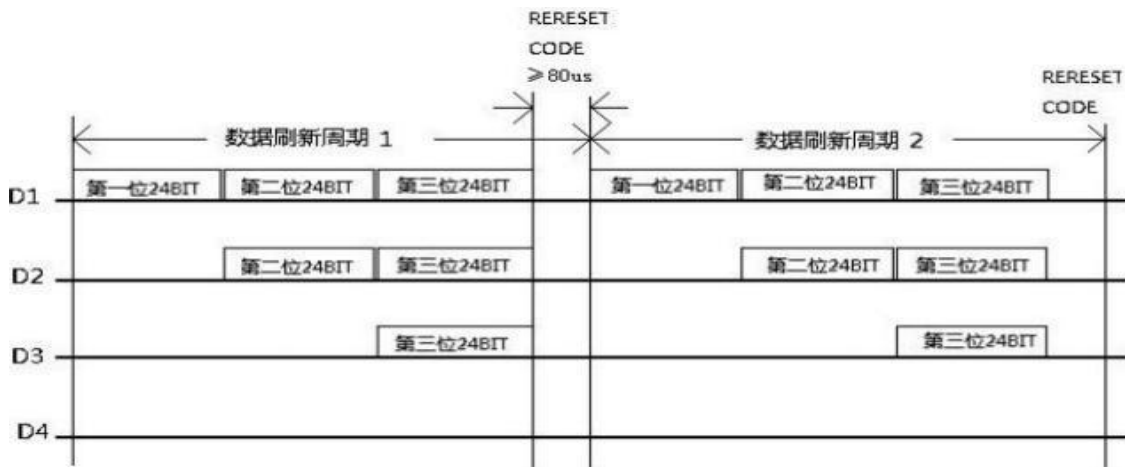 RERESET
CODE
≥80us
RERESET
CODE
数据刷新周期 1
数据刷新周期 2
D1
第一位24BIT
第二位24BIT
第三位24BIT
第一位24BIT
第二位24BIT
第三位24BIT
D2
第二位24BIT
第三位24BIT
第二位24BIT
第三位24BIT
D3
第三位24BIT
第三位24BIT
D4